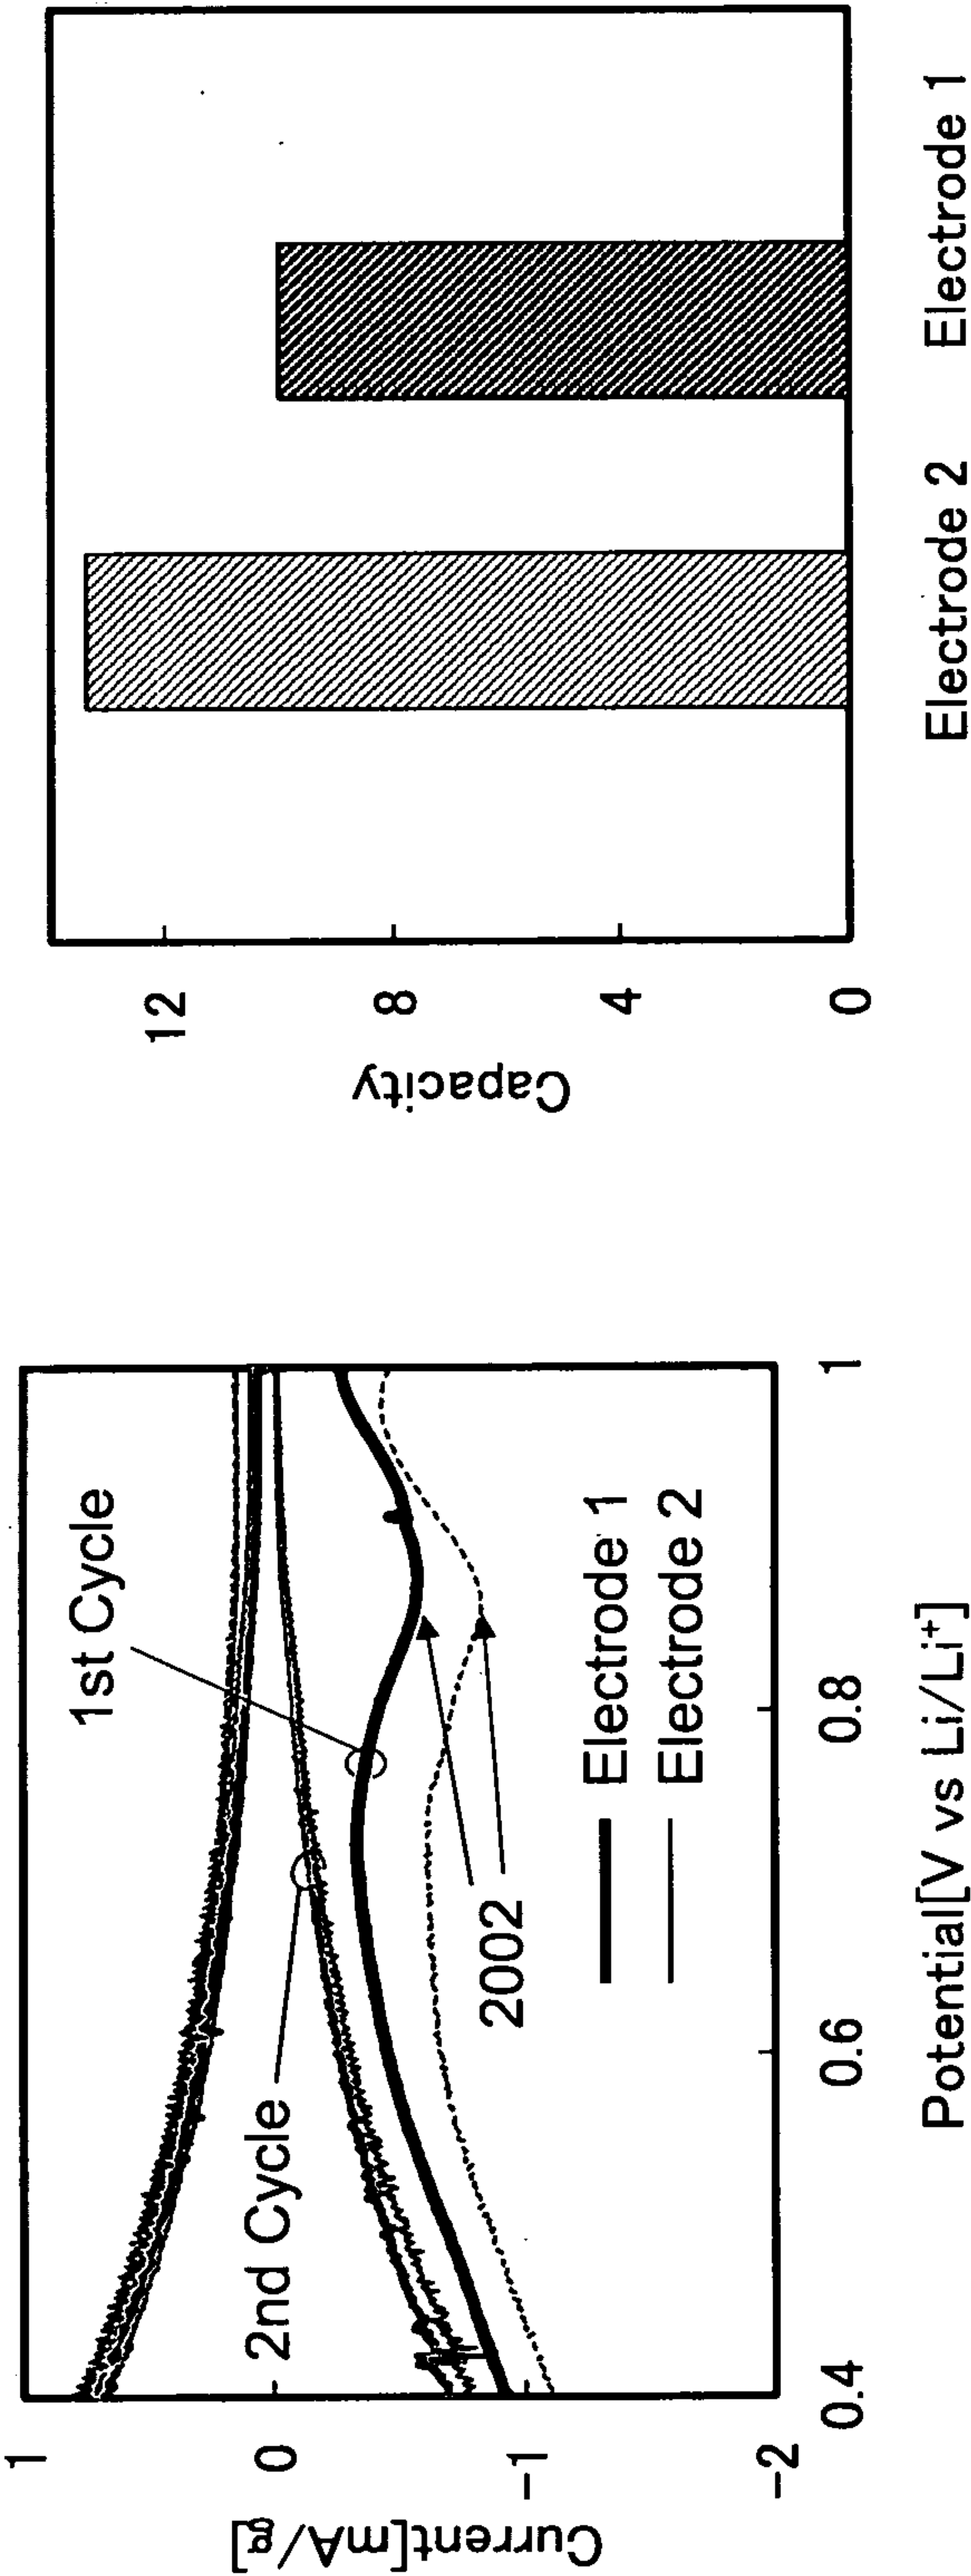 Current[mA/g]
1
0
-1
-2
1st Cycle
2nd Cycle
2002
Electrode 1
Electrode 2
0.4
0.6
0.8
1
Potential[V vs Li/Li⁺]
Capacity
12
8
4
0
Electrode 2
Electrode 1